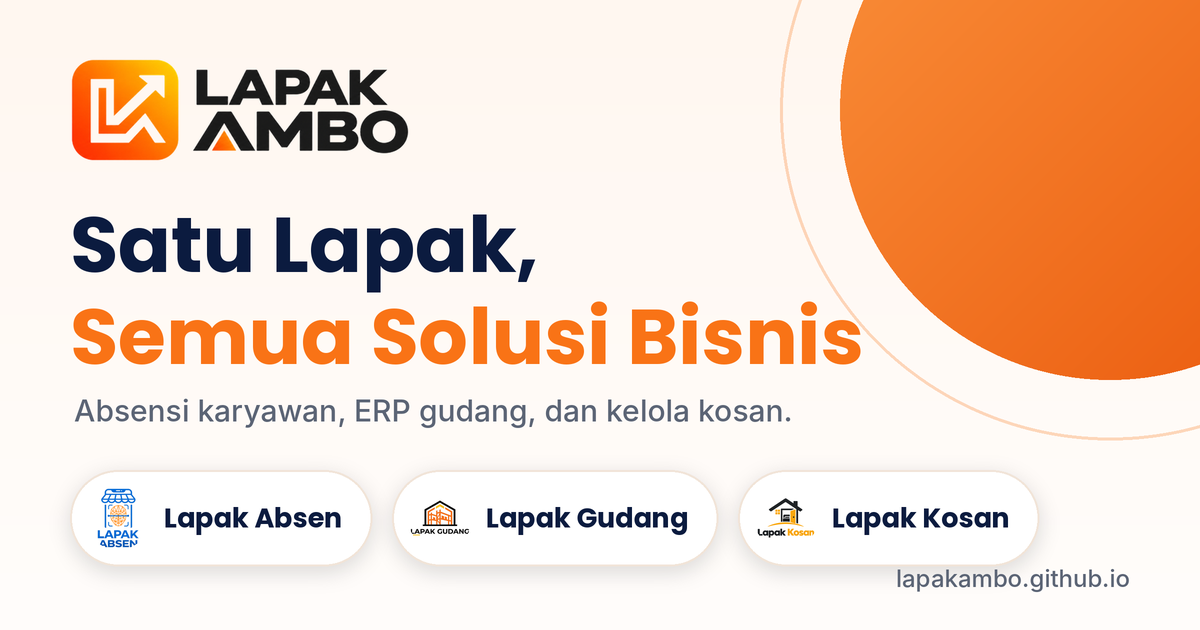 LAPAK
AMBO
Satu Lapak,
Semua Solusi Bisnis
Absensi karyawan, ERP gudang, dan kelola kosan.
LAPAK
ABSEN
Lapak Absen
LAPAK GUDANG
Lapak Gudang
Lapak Kosan
Lapak Kosan
lapakambo.github.io